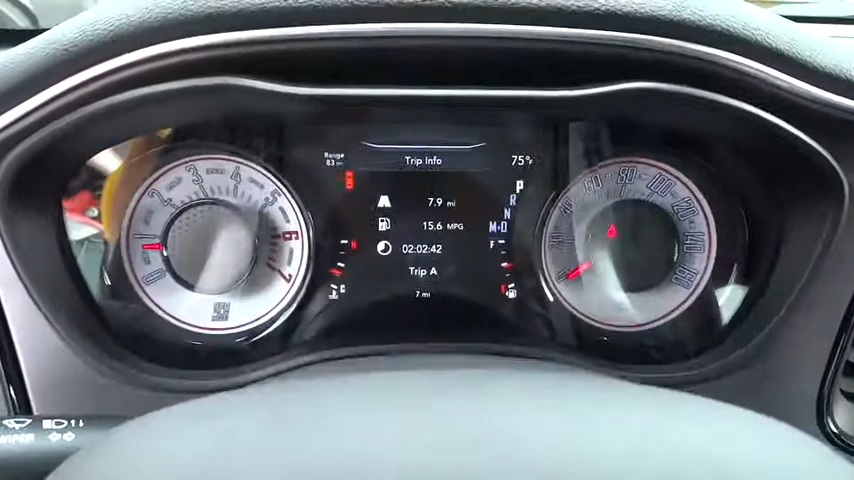 Range
83 mi
Trip Info
75°F
7.9 mi
15.6 MPG
02:02:42
Trip A
7 mi
P
R
N
M/D
H
C
F
E
1
2
3
4
5
6
7
20
40
60
80
100
120
140
160
WIPER